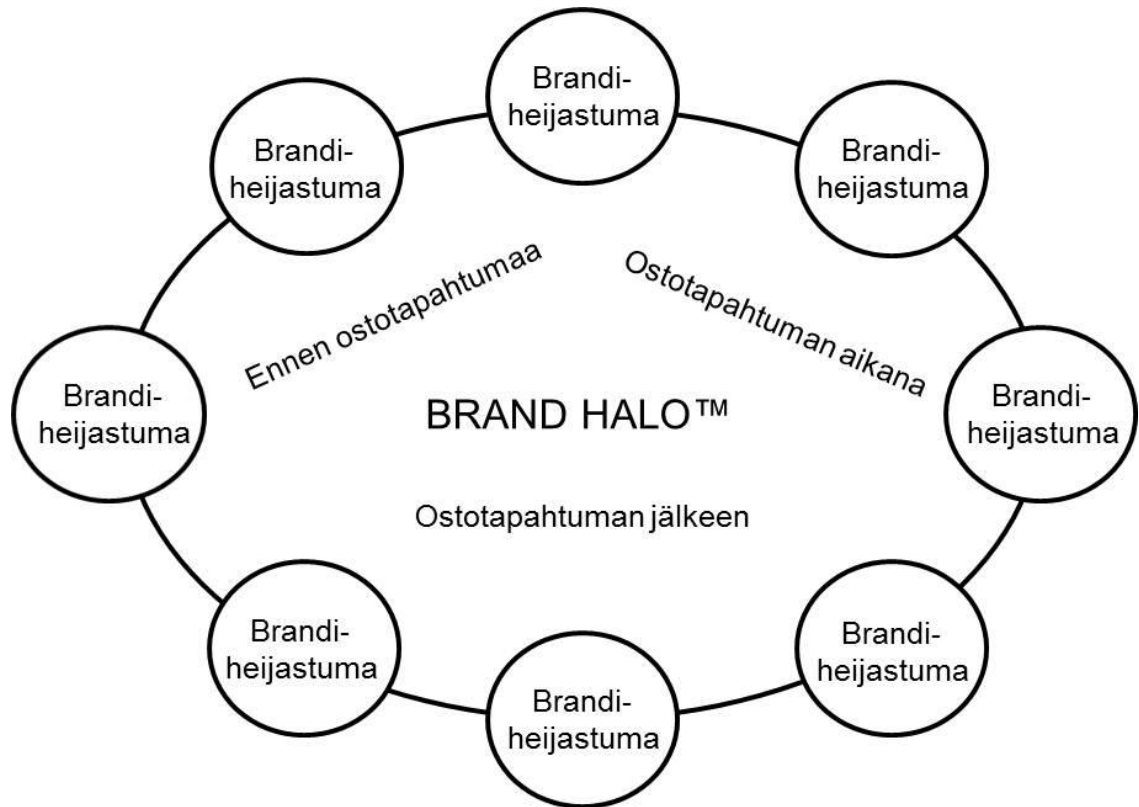 Brandi-
heijastuma
Brandi-
heijastuma
Brandi-
heijastuma
Ennen ostotapahtumaa
Ostotapahtuman aikana
Brandi-
heijastuma
BRAND HALO™
Brandi-
heijastuma
Ostotapahtuman jälkeen
Brandi-
heijastuma
Brandi-
heijastuma
Brandi-
heijastuma